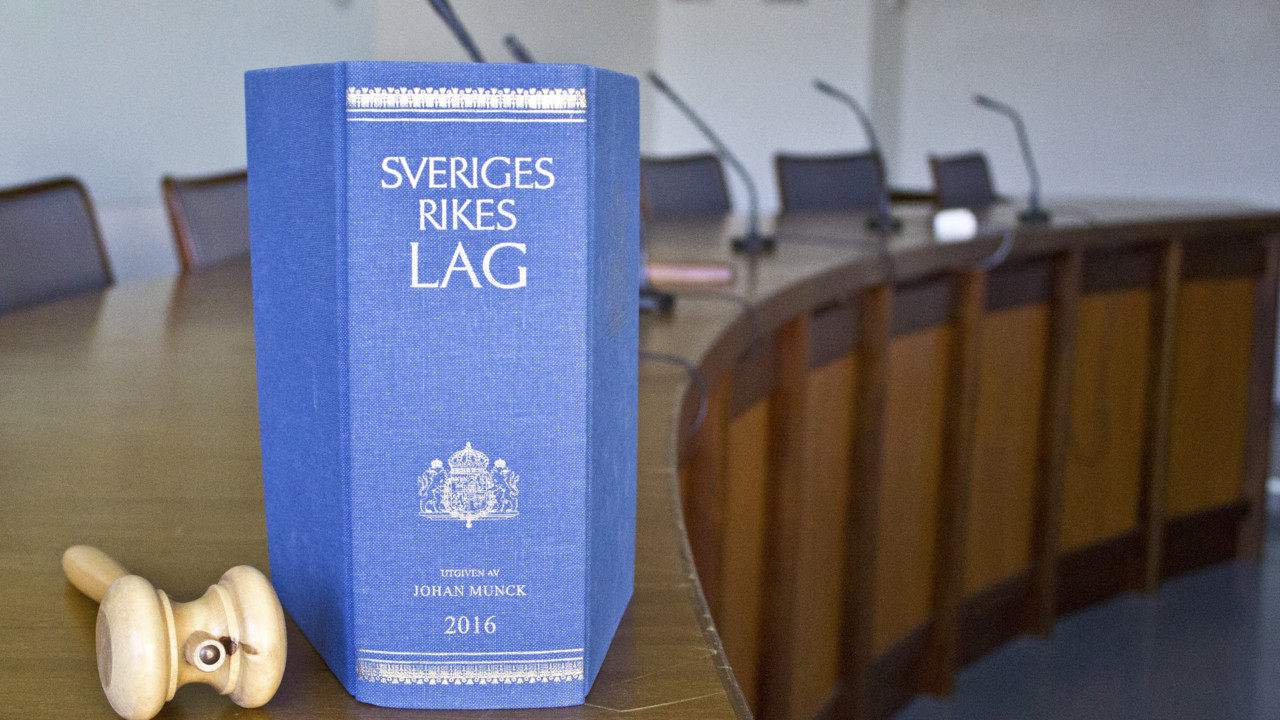 SVERIGES
RIKES
LAG
UTGIVEN AV
JOHAN MUNCK
2016